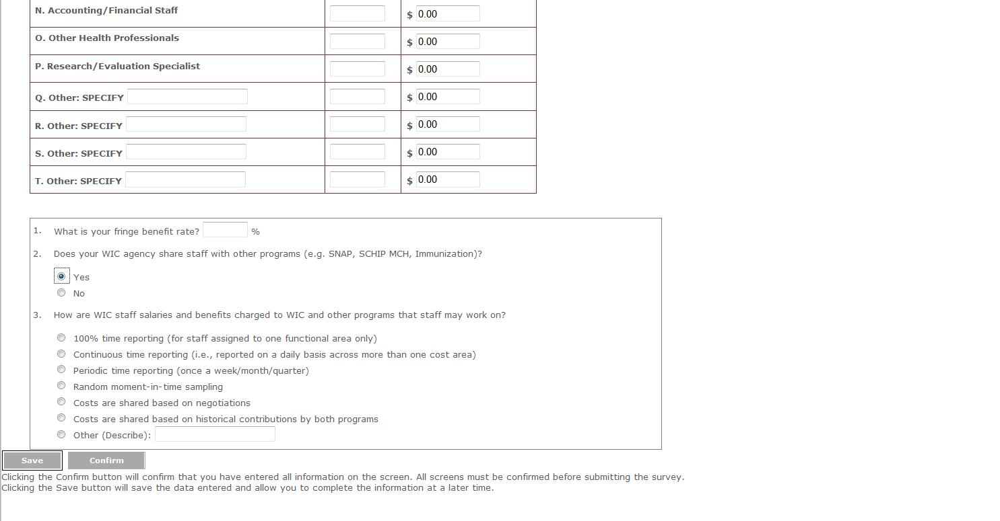 N. Accounting/Financial Staff $ 0.00
O. Other Health Professionals $ 0.00
P. Research/Evaluation Specialist $ 0.00
Q. Other: SPECIFY $ 0.00
R. Other: SPECIFY $ 0.00
S. Other: SPECIFY $ 0.00
T. Other: SPECIFY $ 0.00
1. What is your fringe benefit rate? %
2. Does your WIC agency share staff with other programs (e.g. SNAP, SCHIP MCH, Immunization)?
Yes
No
3. How are WIC staff salaries and benefits charged to WIC and other programs that staff may work on?
100% time reporting (for staff assigned to one functional area only)
Continuous time reporting (i.e., reported on a daily basis across more than one cost area)
Periodic time reporting (once a week/month/quarter)
Random moment-in-time sampling
Costs are shared based on negotiations
Costs are shared based on historical contributions by both programs
Other (Describe):
Save Confirm
Clicking the Confirm button will confirm that you have entered all information on the screen. All screens must be confirmed before submitting the survey.
Clicking the Save button will save the data entered and allow you to complete the information at a later time.